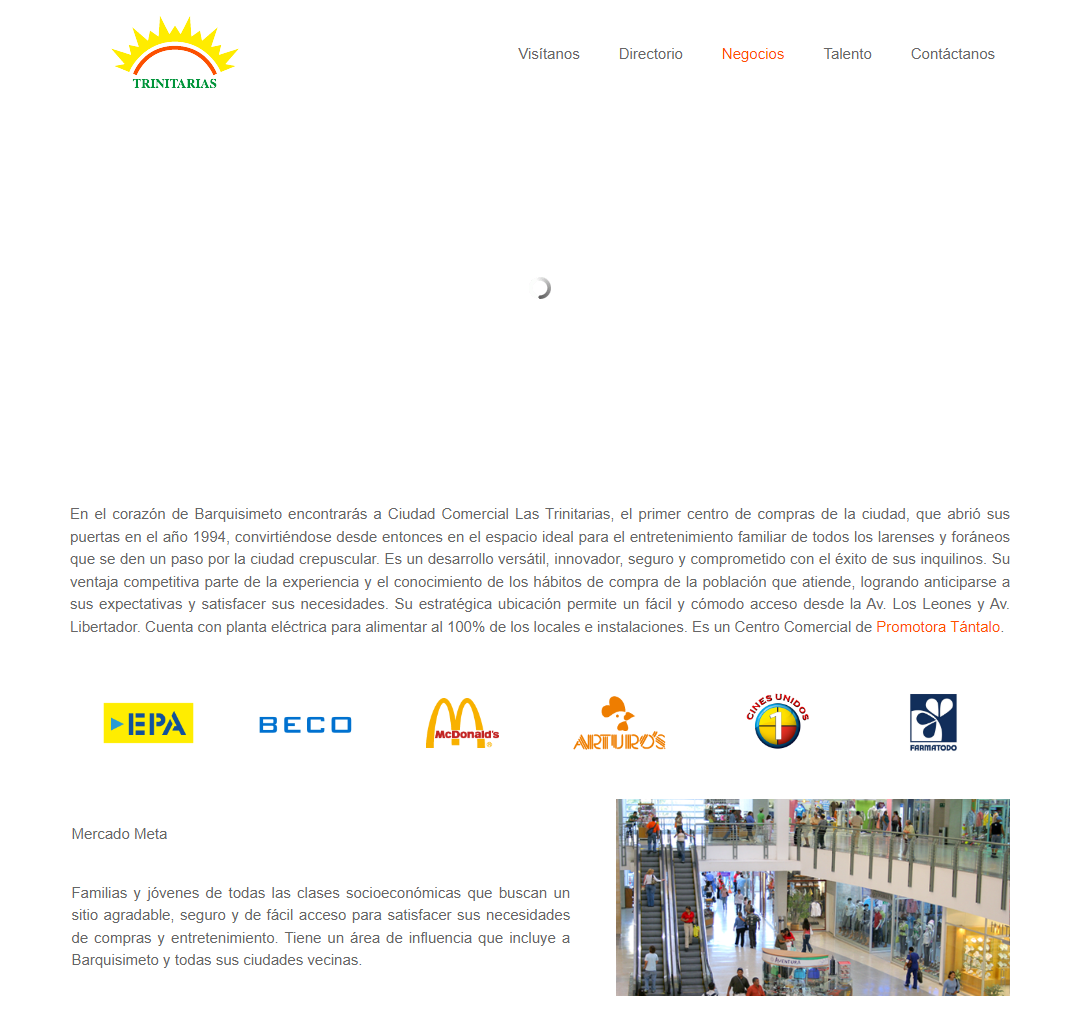 TRINITARIAS
Visítanos
Directorio
Negocios
Talento
Contáctanos
En el corazón de Barquisimeto encontrarás a Ciudad Comercial Las Trinitarias, el primer centro de compras de la ciudad, que abrió sus
puertas en el año 1994, convirtiéndose desde entonces en el espacio ideal para el entretenimiento familiar de todos los larenses y foráneos
que se den un paso por la ciudad crepuscular. Es un desarrollo versátil, innovador, seguro y comprometido con el éxito de sus inquilinos. Su
ventaja competitiva parte de la experiencia y el conocimiento de los hábitos de compra de la población que atiende, logrando anticiparse a
sus expectativas y satisfacer sus necesidades. Su estratégica ubicación permite un fácil y cómodo acceso desde la Av. Los Leones y Av.
Libertador. Cuenta con planta eléctrica para alimentar al 100% de los locales e instalaciones. Es un Centro Comercial de Promotora Tántalo.
EPA
BECO
McDonald's
ARTURO'S
CINES UNIDOS
1
FARMATODO
Mercado Meta
Familias y jóvenes de todas las clases socioeconómicas que buscan un
sitio agradable, seguro y de fácil acceso para satisfacer sus necesidades
de compras y entretenimiento. Tiene un área de influencia que incluye a
Barquisimeto y todas sus ciudades vecinas.
AVENTURA